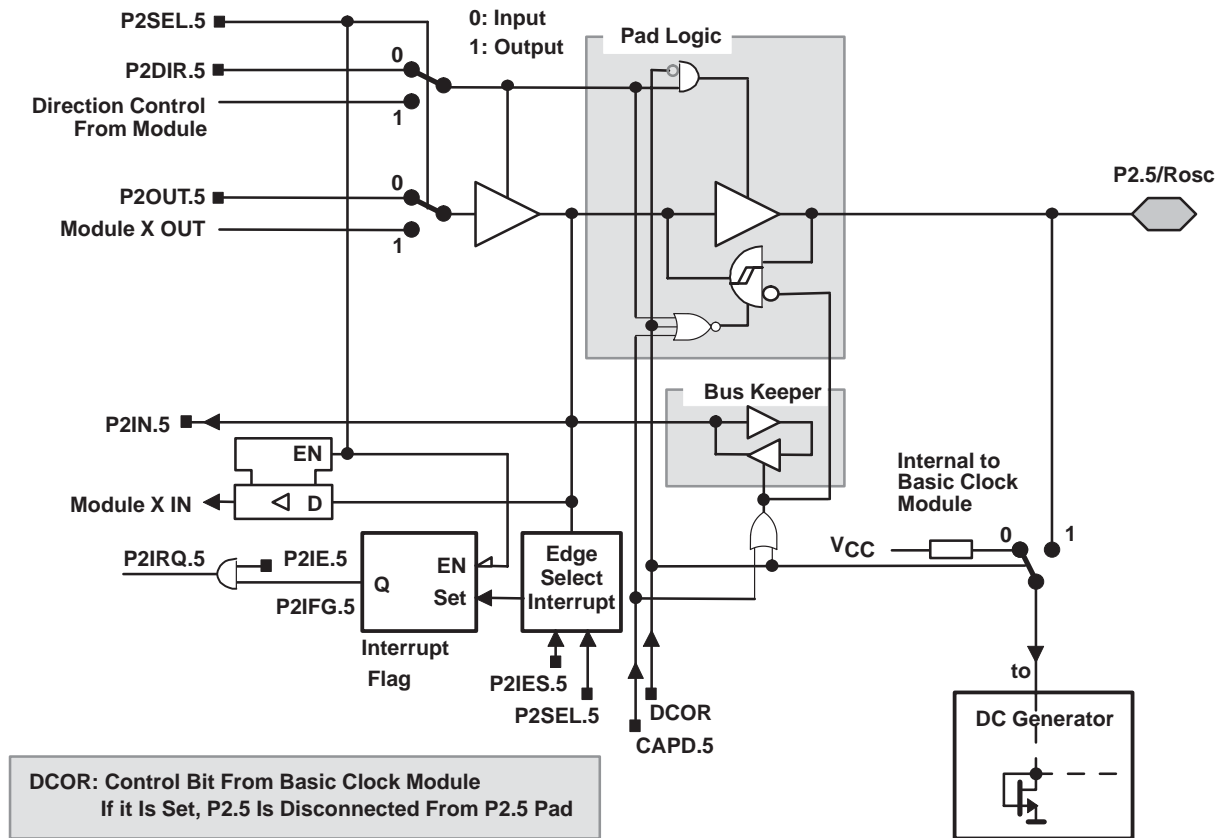 P2SEL.5
0: Input
1: Output
Pad Logic
P2DIR.5
0
Direction Control
From Module
1
P2OUT.5
0
Module X OUT
1
P2.5/Rosc
Bus Keeper
P2IN.5
EN
Module X IN
D
Internal to
Basic Clock
Module
VCC
0
1
P2IRQ.5
P2IE.5
P2IFG.5
Q
EN
Set
Interrupt
Flag
Edge
Select
Interrupt
P2IES.5
P2SEL.5
DCOR
CAPD.5
to
DC Generator
DCOR: Control Bit From Basic Clock Module
If it Is Set, P2.5 Is Disconnected From P2.5 Pad